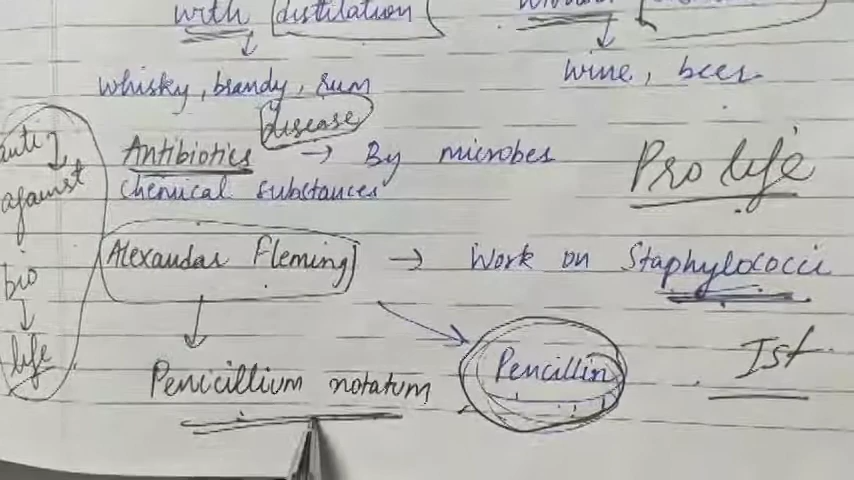 with distilation
whisky, brandy, rum
wine, beer
disease
Antibiotics → By microbes
chemical substances
Pro life
against
bio
life
Alexandar Fleming → Work on Staphylococci
Penicillium notatum
Pencillin
Ist